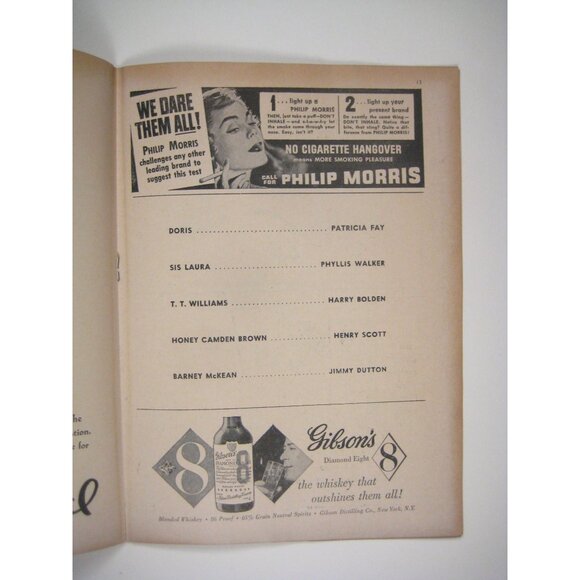 13
WE DARE
THEM ALL!
PHILIP MORRIS
challenges any other
leading brand to
suggest this test
1 ... light up a
PHILIP MORRIS
THEN, just take a puff—DON'T
INHALE—and s-l-o-w-l-y let
the smoke come through your
nose. Easy, isn't it?
2 ... light up your
present brand
Do exactly the same thing—
DON'T INHALE. Notice that
bite, that sting? Quite a dif-
ference from PHILIP MORRIS!
NO CIGARETTE HANGOVER
means MORE SMOKING PLEASURE
CALL
FOR PHILIP MORRIS
DORIS ................................ PATRICIA FAY
SIS LAURA ............................ PHYLLIS WALKER
T. T. WILLIAMS ........................ HARRY BOLDEN
HONEY CAMDEN BROWN .................. HENRY SCOTT
BARNEY McKEAN ...................... JIMMY DUTTON
he
ation.
for
8
Gibson's
DIAMOND
8
Gibson's
Diamond Eight
8
the whiskey that
outshines them all!
Blended Whiskey • 86 Proof • 65% Grain Neutral Spirits • Gibson Distilling Co., New York, N.Y.